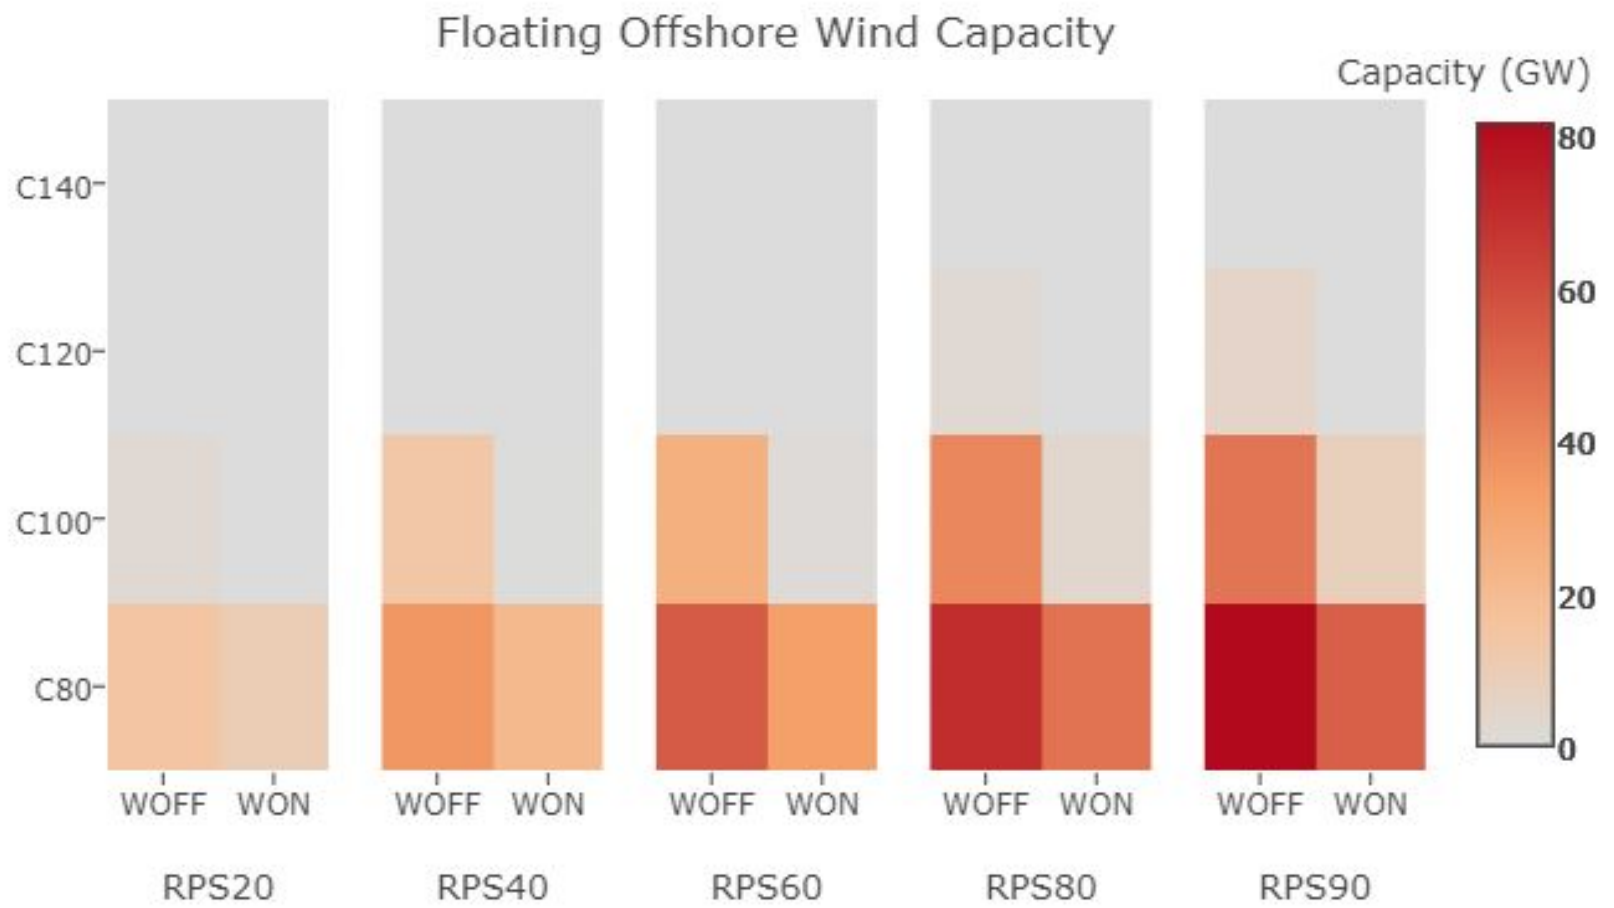 Floating Offshore Wind Capacity
Capacity (GW)
80
60
40
20
0
C140
C120
C100
C80
WOFF WON WOFF WON WOFF WON WOFF WON WOFF WON
RPS20 RPS40 RPS60 RPS80 RPS90